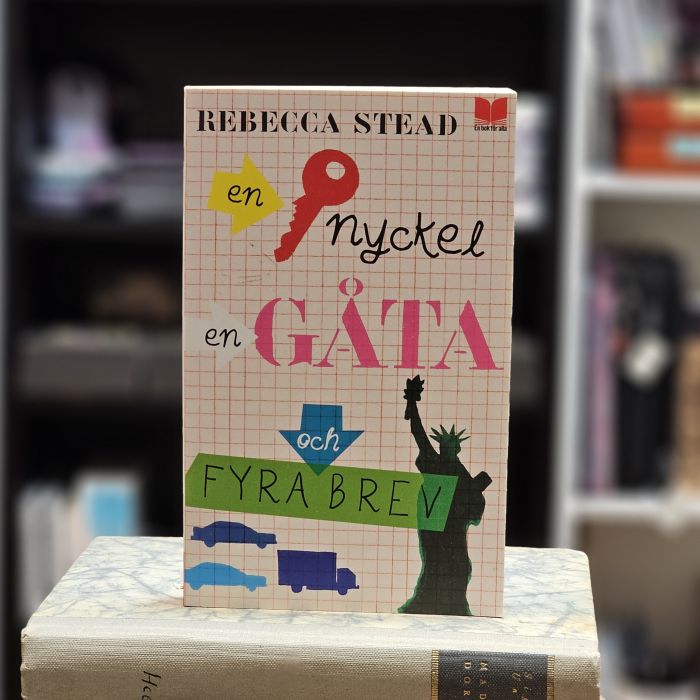 REBECCA STEAD
En bok för alla
en
nyckel
en
GÅTA
och
FYRA BREV